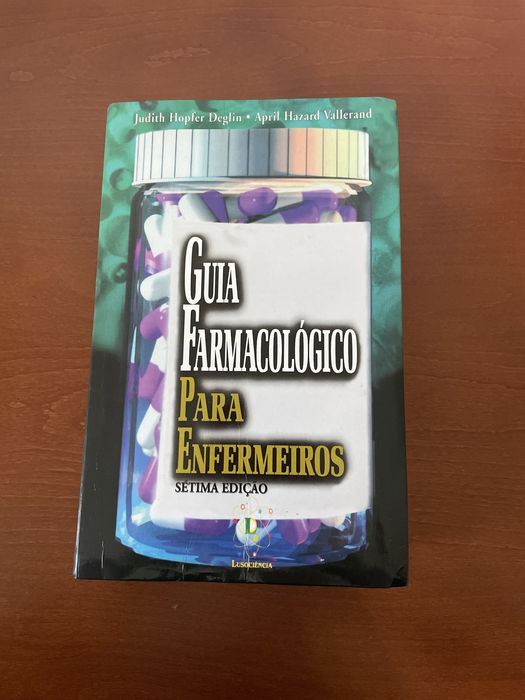 Judith Hopfer Deglin • April Hazard Vallerand
GUIA
FARMACOLÓGICO
PARA
ENFERMEIROS
SÉTIMA EDIÇÃO
L
LUSOCIÊNCIA